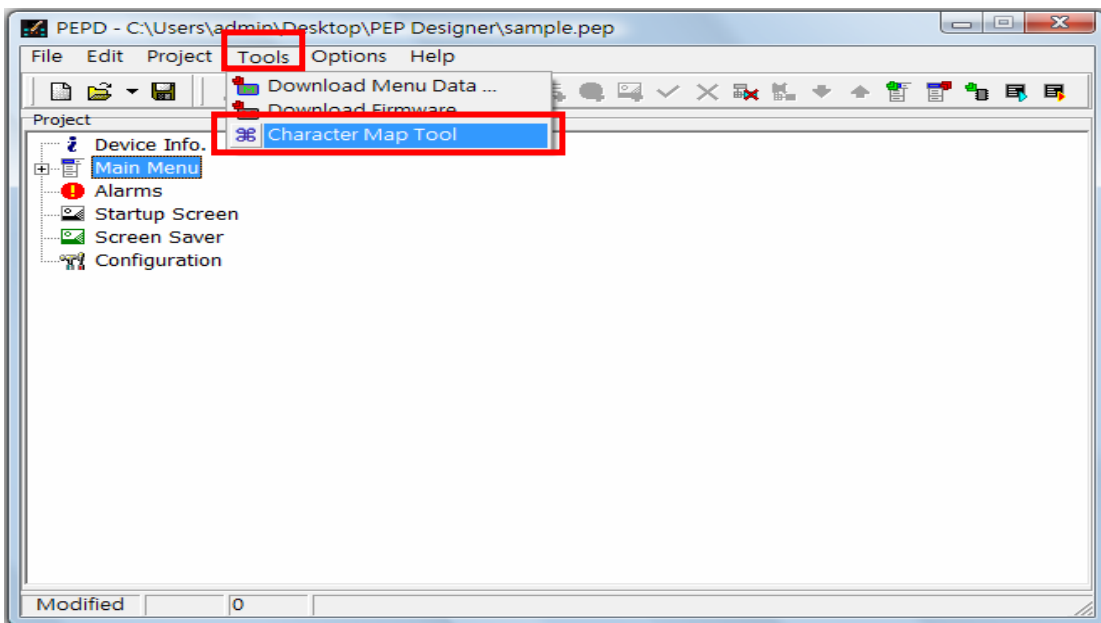 PEPD - C:\Users\admin\Desktop\PEP Designer\sample.pep
File Edit Project Tools Options Help
Download Menu Data ...
Download Firmware
Character Map Tool
Project
Device Info.
Main Menu
Alarms
Startup Screen
Screen Saver
Configuration
Modified 0